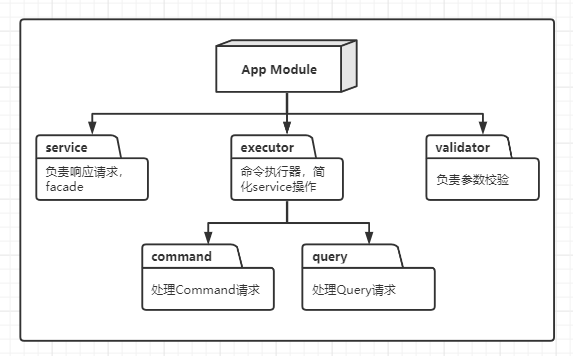 App Module
service
负责响应请求，
facade
executor
命令执行器，简
化service操作
validator
负责参数校验
command
处理Command请求
query
处理Query请求